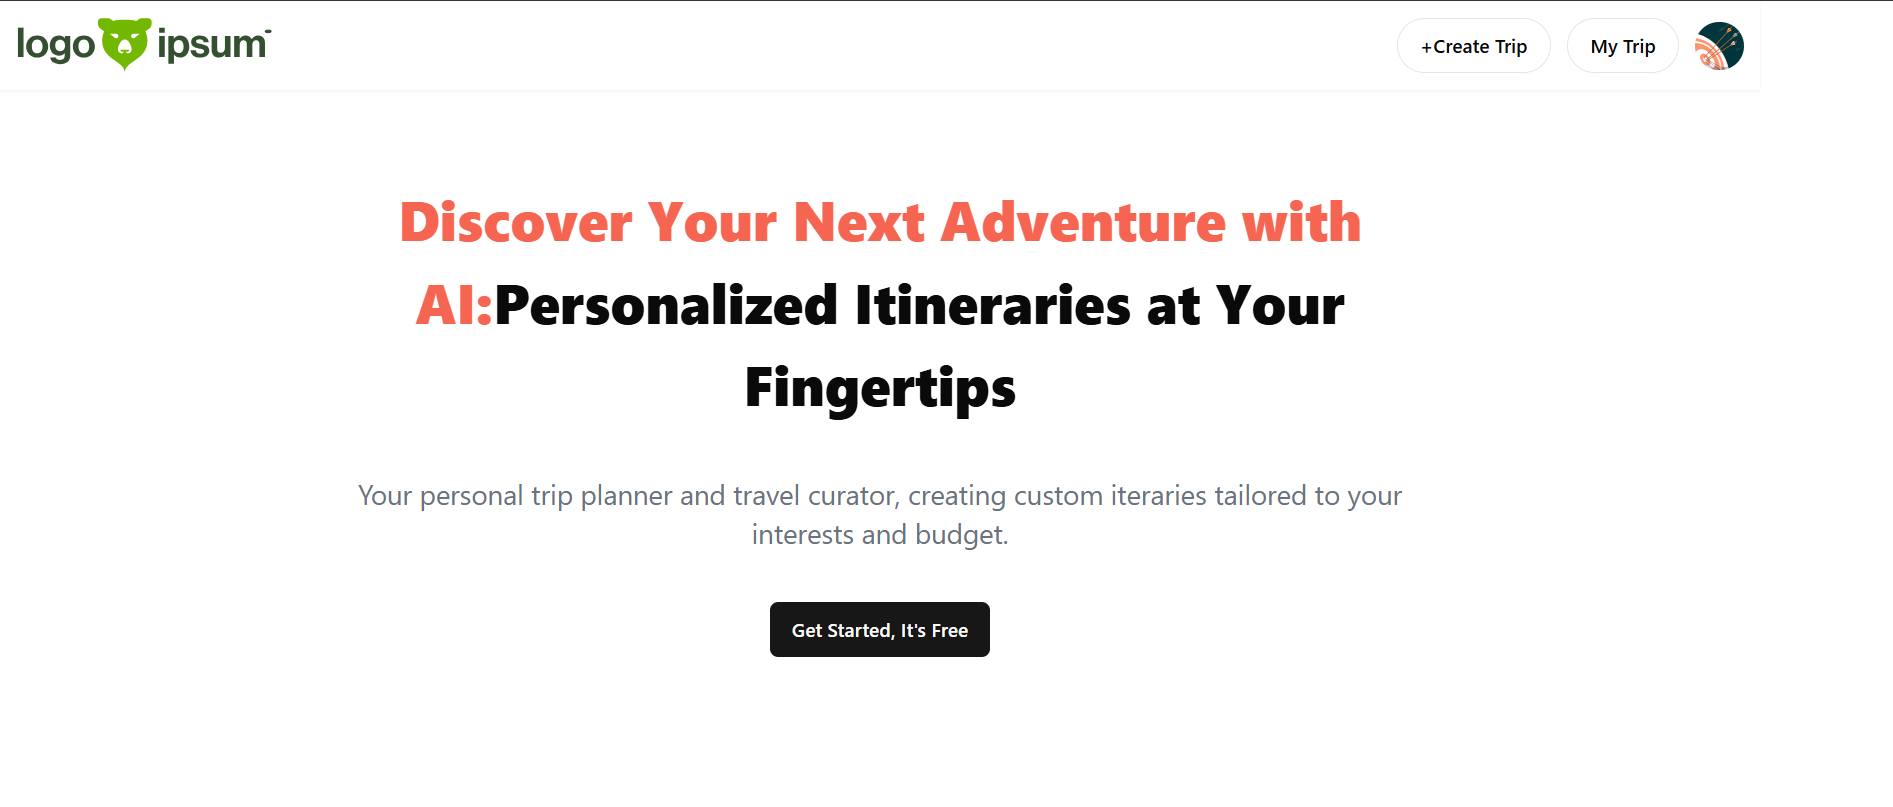 logo ipsum
+Create Trip
My Trip
Discover Your Next Adventure with
AI:Personalized Itineraries at Your
Fingertips
Your personal trip planner and travel curator, creating custom iteraries tailored to your
interests and budget.
Get Started, It's Free